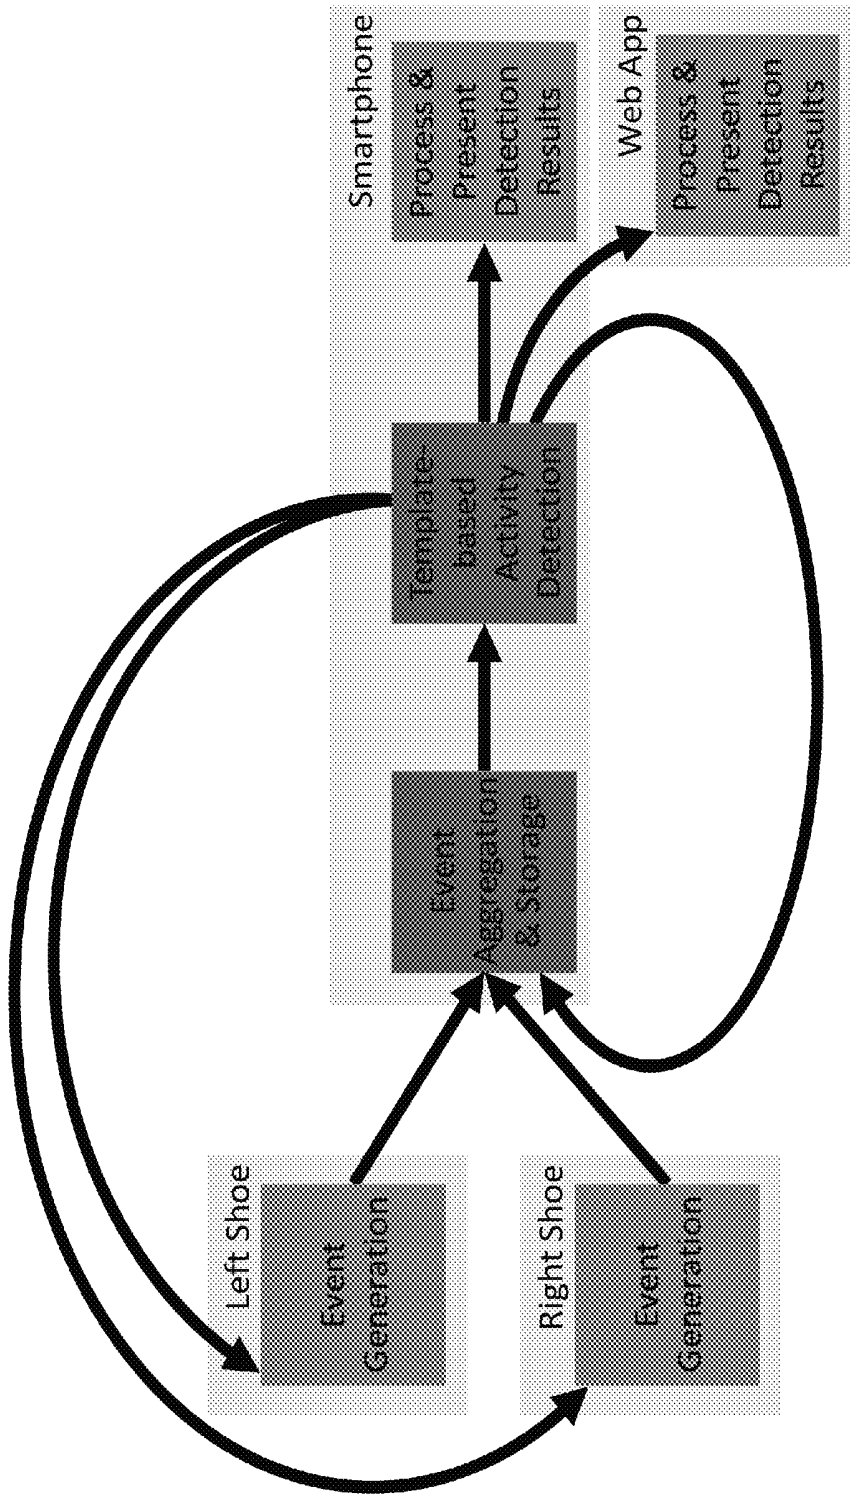 Left Shoe
Event
Generation
Right Shoe
Event
Generation
Event
Aggregation
& Storage
Template-
based
Activity
Detection
Smartphone
Process &
Present
Detection
Results
Web App
Process &
Present
Detection
Results